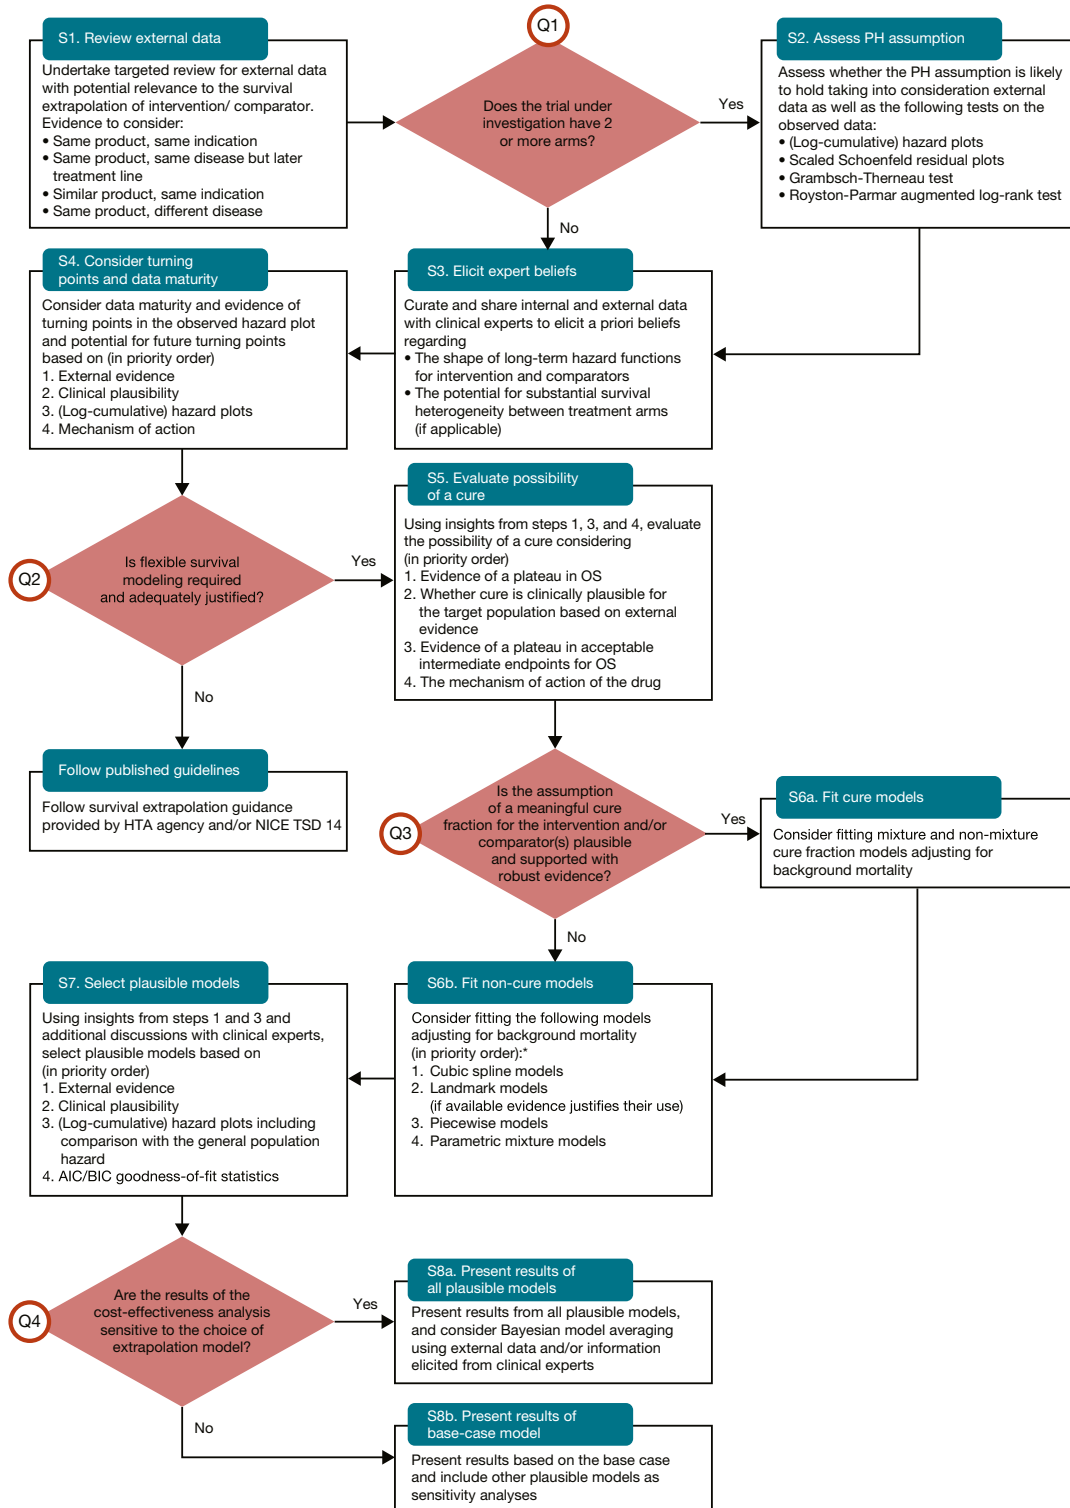 S1. Review external data
Undertake targeted review for external data
with potential relevance to the survival
extrapolation of intervention/ comparator.
Evidence to consider:
• Same product, same indication
• Same product, same disease but later
treatment line
• Similar product, same indication
• Same product, different disease
Q1
Does the trial under
investigation have 2
or more arms?
Yes
No
S2. Assess PH assumption
Assess whether the PH assumption is likely
to hold taking into consideration external
data as well as the following tests on the
observed data:
• (Log-cumulative) hazard plots
• Scaled Schoenfeld residual plots
• Grambsch-Therneau test
• Royston-Parmar augmented log-rank test
S3. Elicit expert beliefs
Curate and share internal and external data
with clinical experts to elicit a priori beliefs
regarding
• The shape of long-term hazard functions
for intervention and comparators
• The potential for substantial survival
heterogeneity between treatment arms
(if applicable)
S4. Consider turning
points and data maturity
Consider data maturity and evidence of
turning points in the observed hazard plot
and potential for future turning points
based on (in priority order)
1. External evidence
2. Clinical plausibility
3. (Log-cumulative) hazard plots
4. Mechanism of action
Q2
Is flexible survival
modeling required
and adequately justified?
Yes
No
S5. Evaluate possibility
of a cure
Using insights from steps 1, 3, and 4, evaluate
the possibility of a cure considering
(in priority order)
1. Evidence of a plateau in OS
2. Whether cure is clinically plausible for
the target population based on external
evidence
3. Evidence of a plateau in acceptable
intermediate endpoints for OS
4. The mechanism of action of the drug
Follow published guidelines
Follow survival extrapolation guidance
provided by HTA agency and/or NICE TSD 14
Q3
Is the assumption
of a meaningful cure
fraction for the intervention and/or
comparator(s) plausible
and supported with
robust evidence?
Yes
No
S6a. Fit cure models
Consider fitting mixture and non-mixture
cure fraction models adjusting for
background mortality
S6b. Fit non-cure models
Consider fitting the following models
adjusting for background mortality
(in priority order):*
1. Cubic spline models
2. Landmark models
(if available evidence justifies their use)
3. Piecewise models
4. Parametric mixture models
S7. Select plausible models
Using insights from steps 1 and 3 and
additional discussions with clinical experts,
select plausible models based on
(in priority order)
1. External evidence
2. Clinical plausibility
3. (Log-cumulative) hazard plots including
comparison with the general population
hazard
4. AIC/BIC goodness-of-fit statistics
Q4
Are the results of the
cost-effectiveness analysis
sensitive to the choice of
extrapolation model?
Yes
No
S8a. Present results of
all plausible models
Present results from all plausible models,
and consider Bayesian model averaging
using external data and/or information
elicited from clinical experts
S8b. Present results of
base-case model
Present results based on the base case
and include other plausible models as
sensitivity analyses